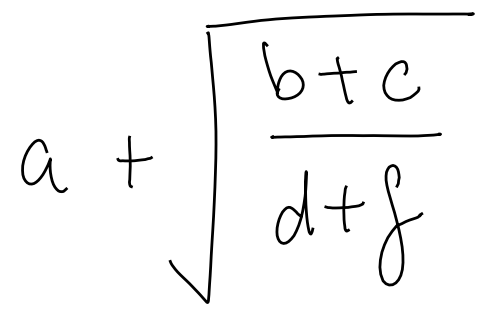 a + √((b+c)/(d+f))